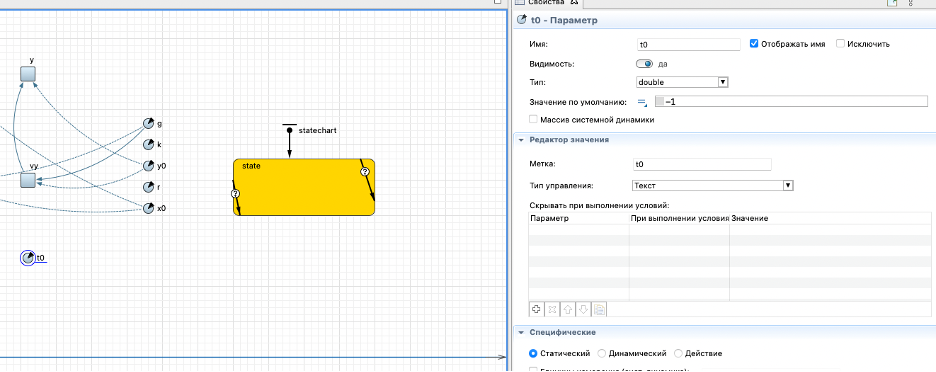 Свойства
t0 - Параметр
Имя:
t0
Отображать имя
Исключить
Видимость:
да
Тип:
double
Значение по умолчанию:
-1
Массив системной динамики
Редактор значения
Метка:
t0
Тип управления:
Текст
Скрывать при выполнении условий:
Параметр
При выполнении условия
Значение
Специфические
Статический
Динамический
Действие
y
g
k
vy
y0
r
x0
t0
statechart
state
?
?